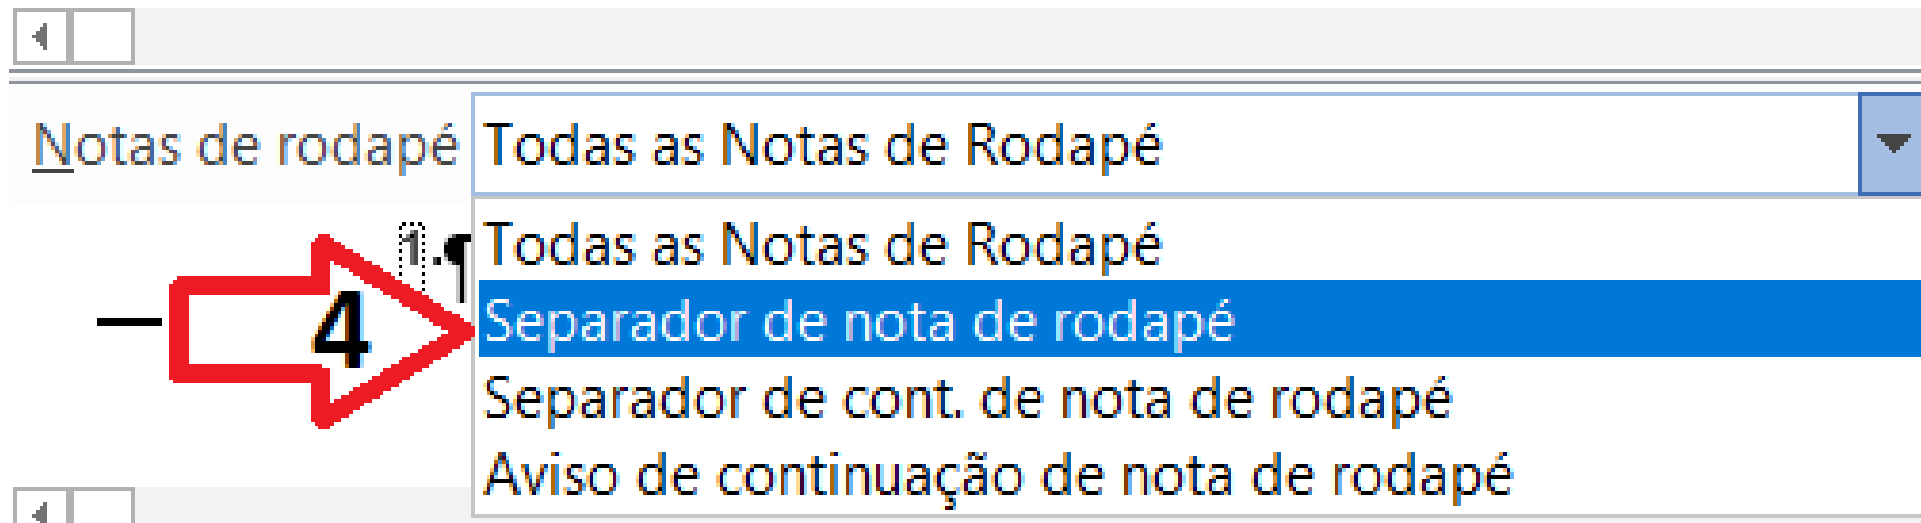 Notas de rodapé Todas as Notas de Rodapé
1.¶ Todas as Notas de Rodapé
4 Separador de nota de rodapé
Separador de cont. de nota de rodapé
Aviso de continuação de nota de rodapé